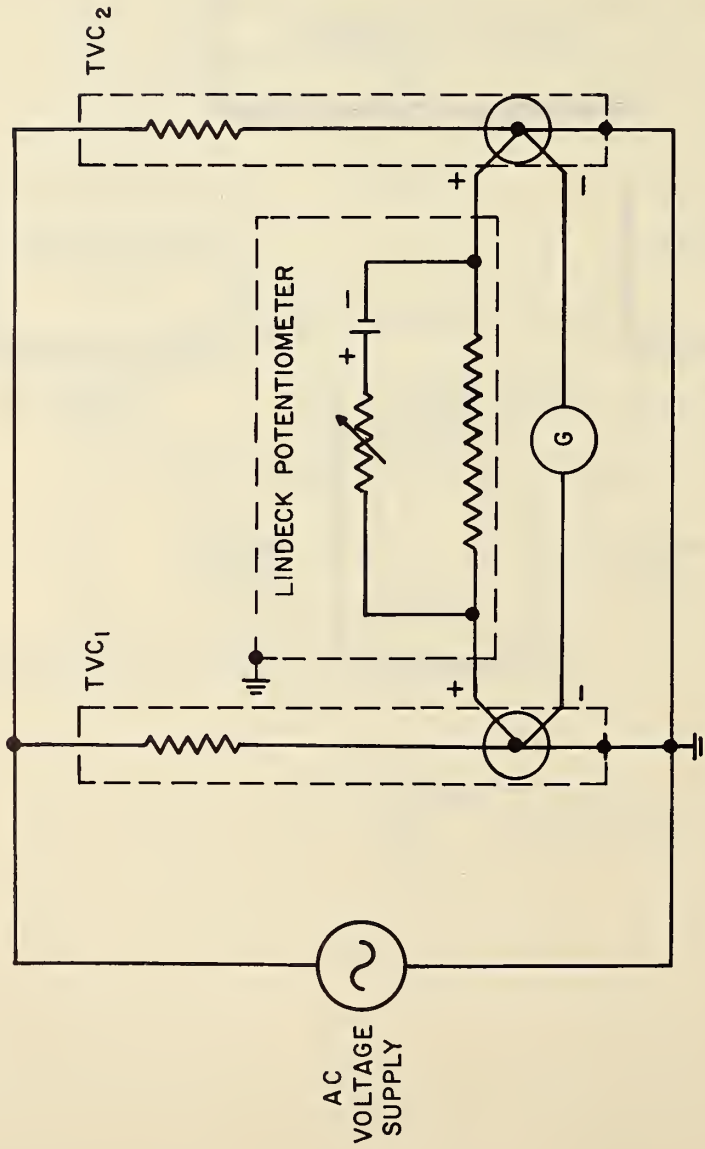 TVC₂
TVC₁
LINDECK POTENTIOMETER
+ −
+
+
−
−
G
AC
VOLTAGE
SUPPLY